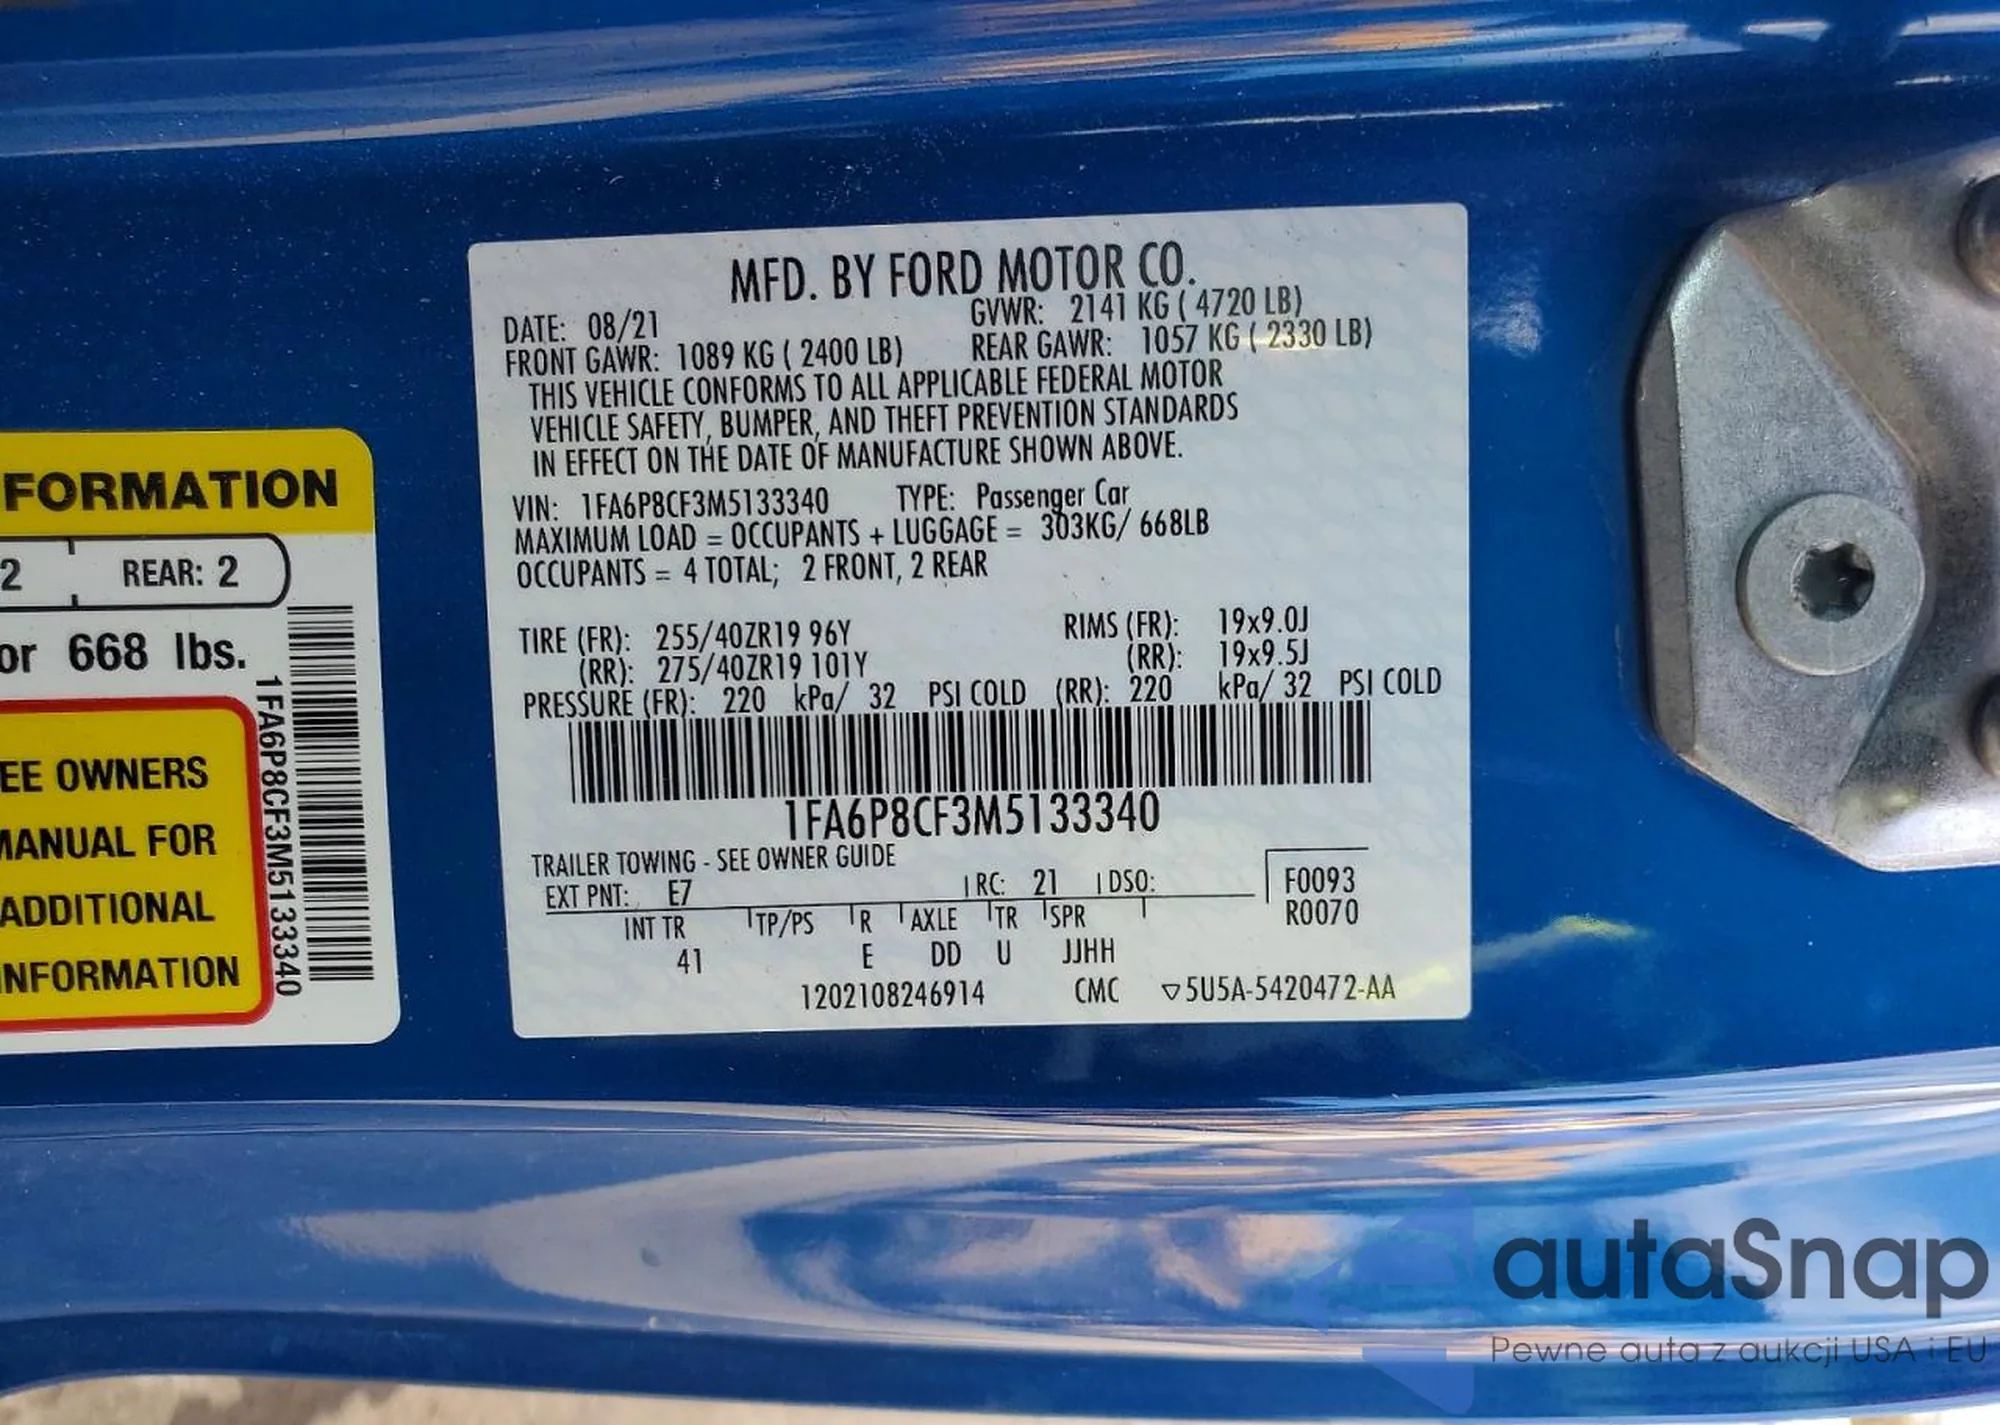 MFD. BY FORD MOTOR CO.
DATE: 08/21 GVWR: 2141 KG ( 4720 LB)
FRONT GAWR: 1089 KG ( 2400 LB) REAR GAWR: 1057 KG ( 2330 LB)
THIS VEHICLE CONFORMS TO ALL APPLICABLE FEDERAL MOTOR
VEHICLE SAFETY, BUMPER, AND THEFT PREVENTION STANDARDS
IN EFFECT ON THE DATE OF MANUFACTURE SHOWN ABOVE.
VIN: 1FA6P8CF3M5133340 TYPE: Passenger Car
MAXIMUM LOAD = OCCUPANTS + LUGGAGE = 303KG/ 668LB
OCCUPANTS = 4 TOTAL; 2 FRONT, 2 REAR
TIRE (FR): 255/40ZR19 96Y RIMS (FR): 19x9.0J
(RR): 275/40ZR19 101Y (RR): 19x9.5J
PRESSURE (FR): 220 kPa/ 32 PSI COLD (RR): 220 kPa/ 32 PSI COLD
1FA6P8CF3M5133340
TRAILER TOWING - SEE OWNER GUIDE
EXT PNT: E7 RC: 21 DSO: F0093
INT TR TP/PS R AXLE TR SPR R0070
41 E DD U JJHH
1202108246914 CMC ▽5U5A-5420472-AA
FORMATION
2 REAR: 2
or 668 lbs.
1FA6P8CF3M5133340
EE OWNERS
MANUAL FOR
ADDITIONAL
INFORMATION
autaSnap
Pewne auta z aukcji USA i EU